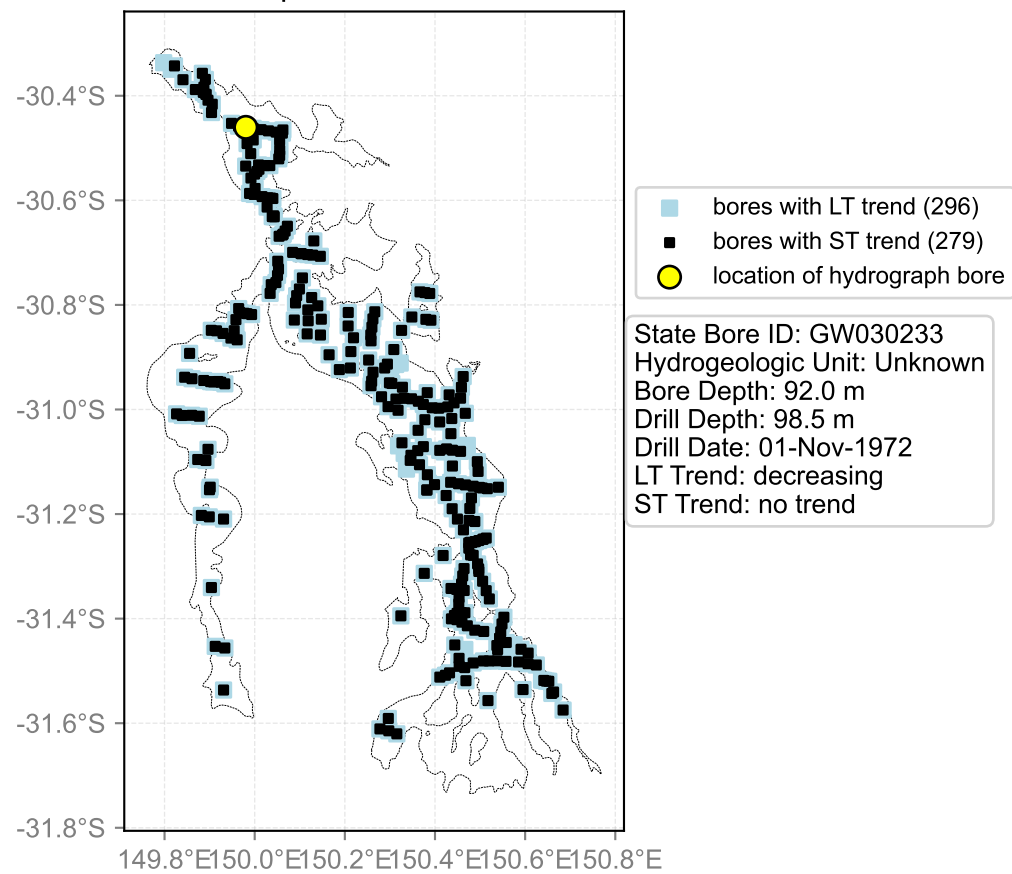 -30.4°S
-30.6°S
-30.8°S
-31.0°S
-31.2°S
-31.4°S
-31.6°S
-31.8°S
149.8°E150.0°E150.2°E150.4°E150.6°E150.8°E
bores with LT trend (296)
bores with ST trend (279)
location of hydrograph bore
State Bore ID: GW030233
Hydrogeologic Unit: Unknown
Bore Depth: 92.0 m
Drill Depth: 98.5 m
Drill Date: 01-Nov-1972
LT Trend: decreasing
ST Trend: no trend